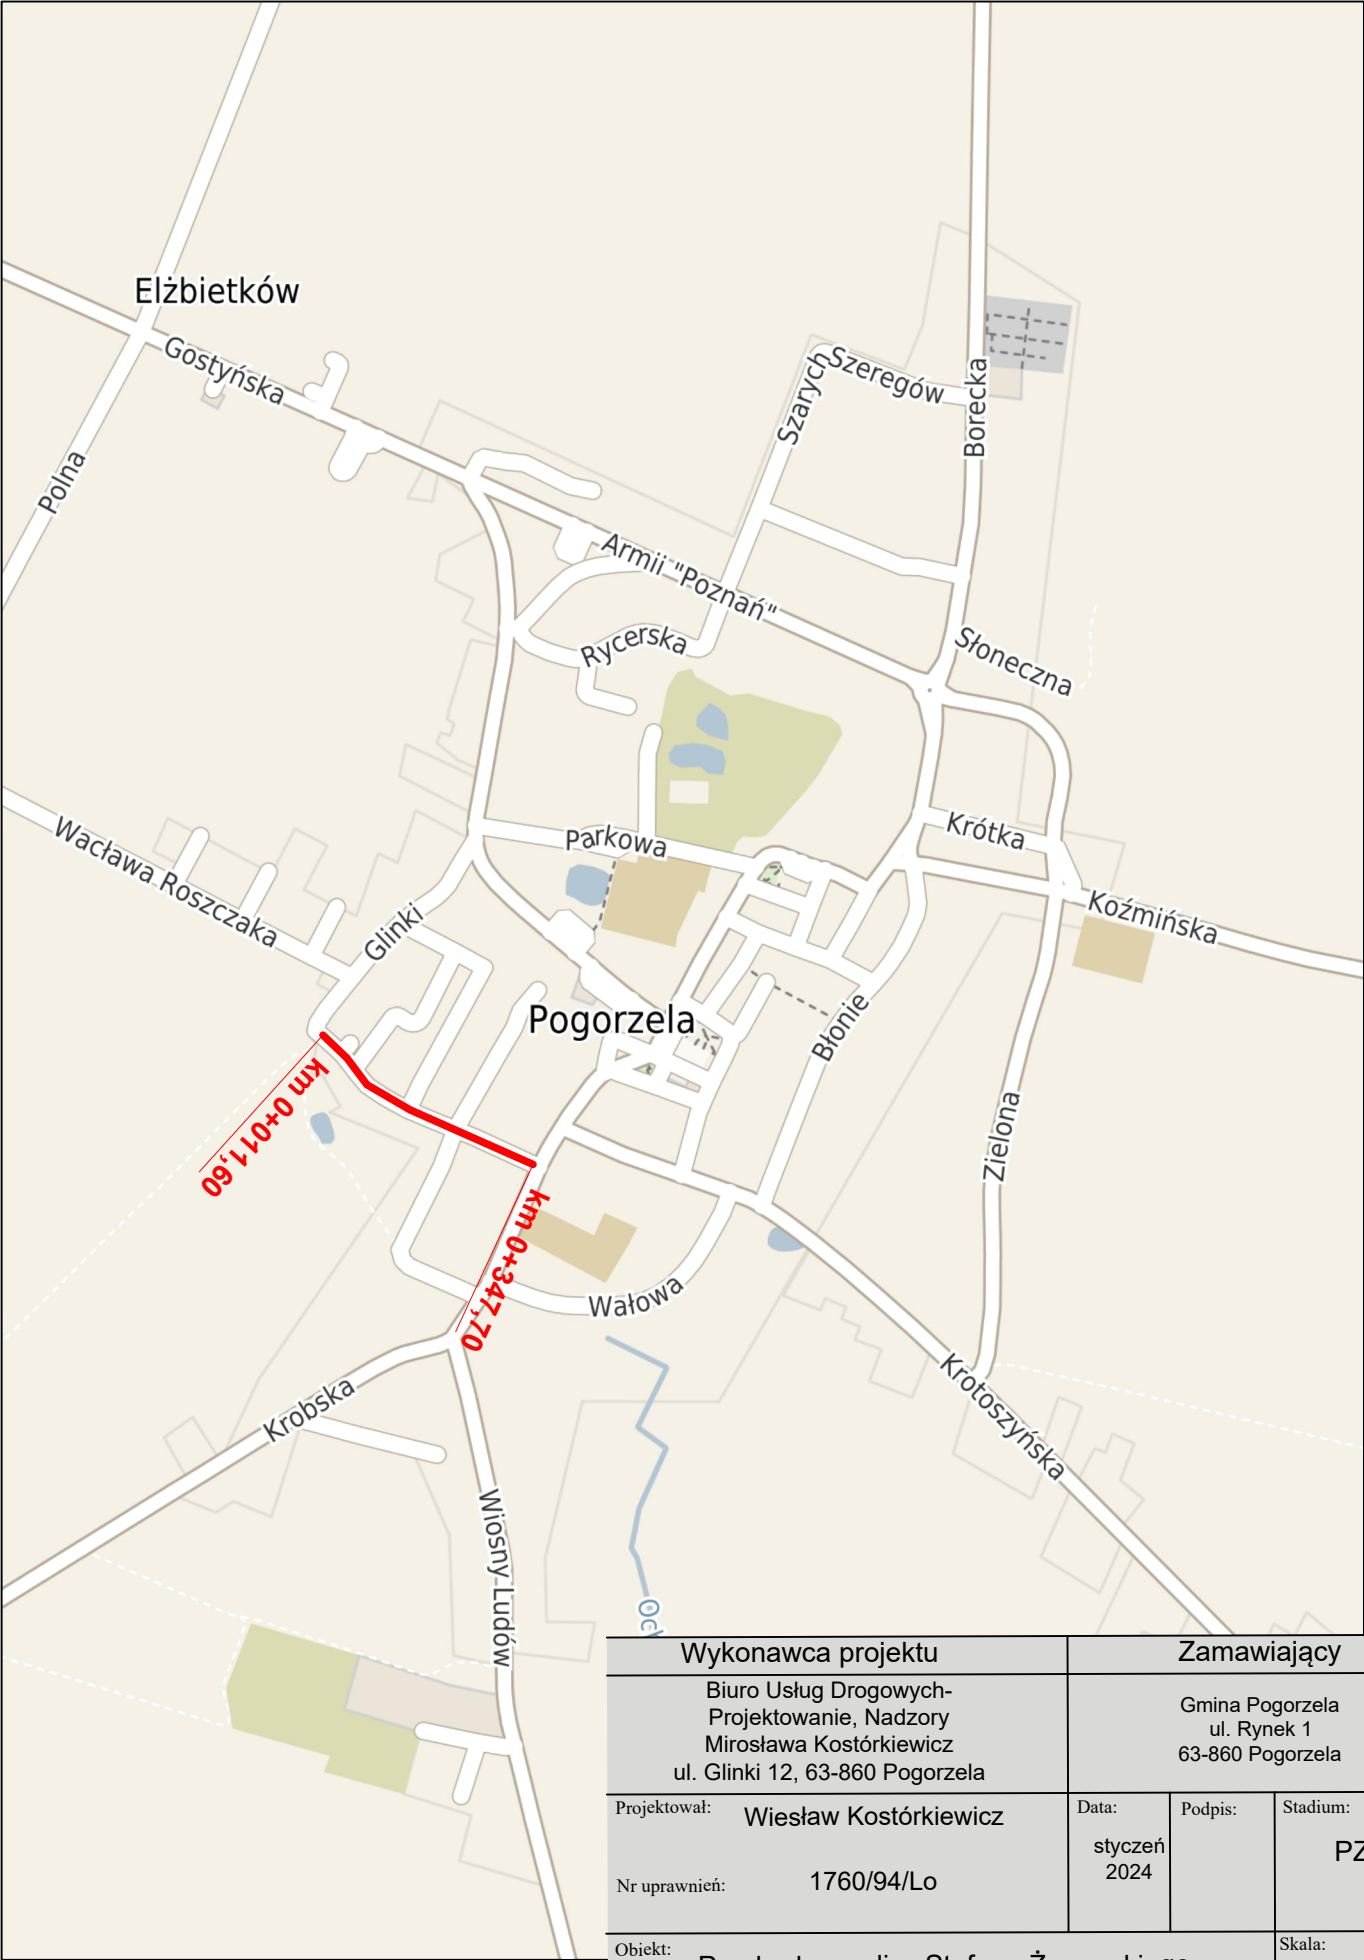 Elżbietków
Gostyńska
Polna
Szarych
Szeregów
Borecka
Armii "Poznań"
Rycerska
Słoneczna
Parkowa
Krótka
Wacława Roszczaka
Glinki
Koźmińska
Pogorzela
Błonie
km 0+011,60
Zielona
km 0+347,70
Wałowa
Krobska
Krotoszyńska
Wiosny Ludów
Wykonawca projektu
Zamawiający
Biuro Usług Drogowych-
Projektowanie, Nadzory
Mirosława Kostórkiewicz
ul. Glinki 12, 63-860 Pogorzela
Gmina Pogorzela
ul. Rynek 1
63-860 Pogorzela
Projektował:
Wiesław Kostórkiewicz
Nr uprawnień:
1760/94/Lo
Data:
styczeń
2024
Podpis:
Stadium:
PZ
Obiekt:
Skala: